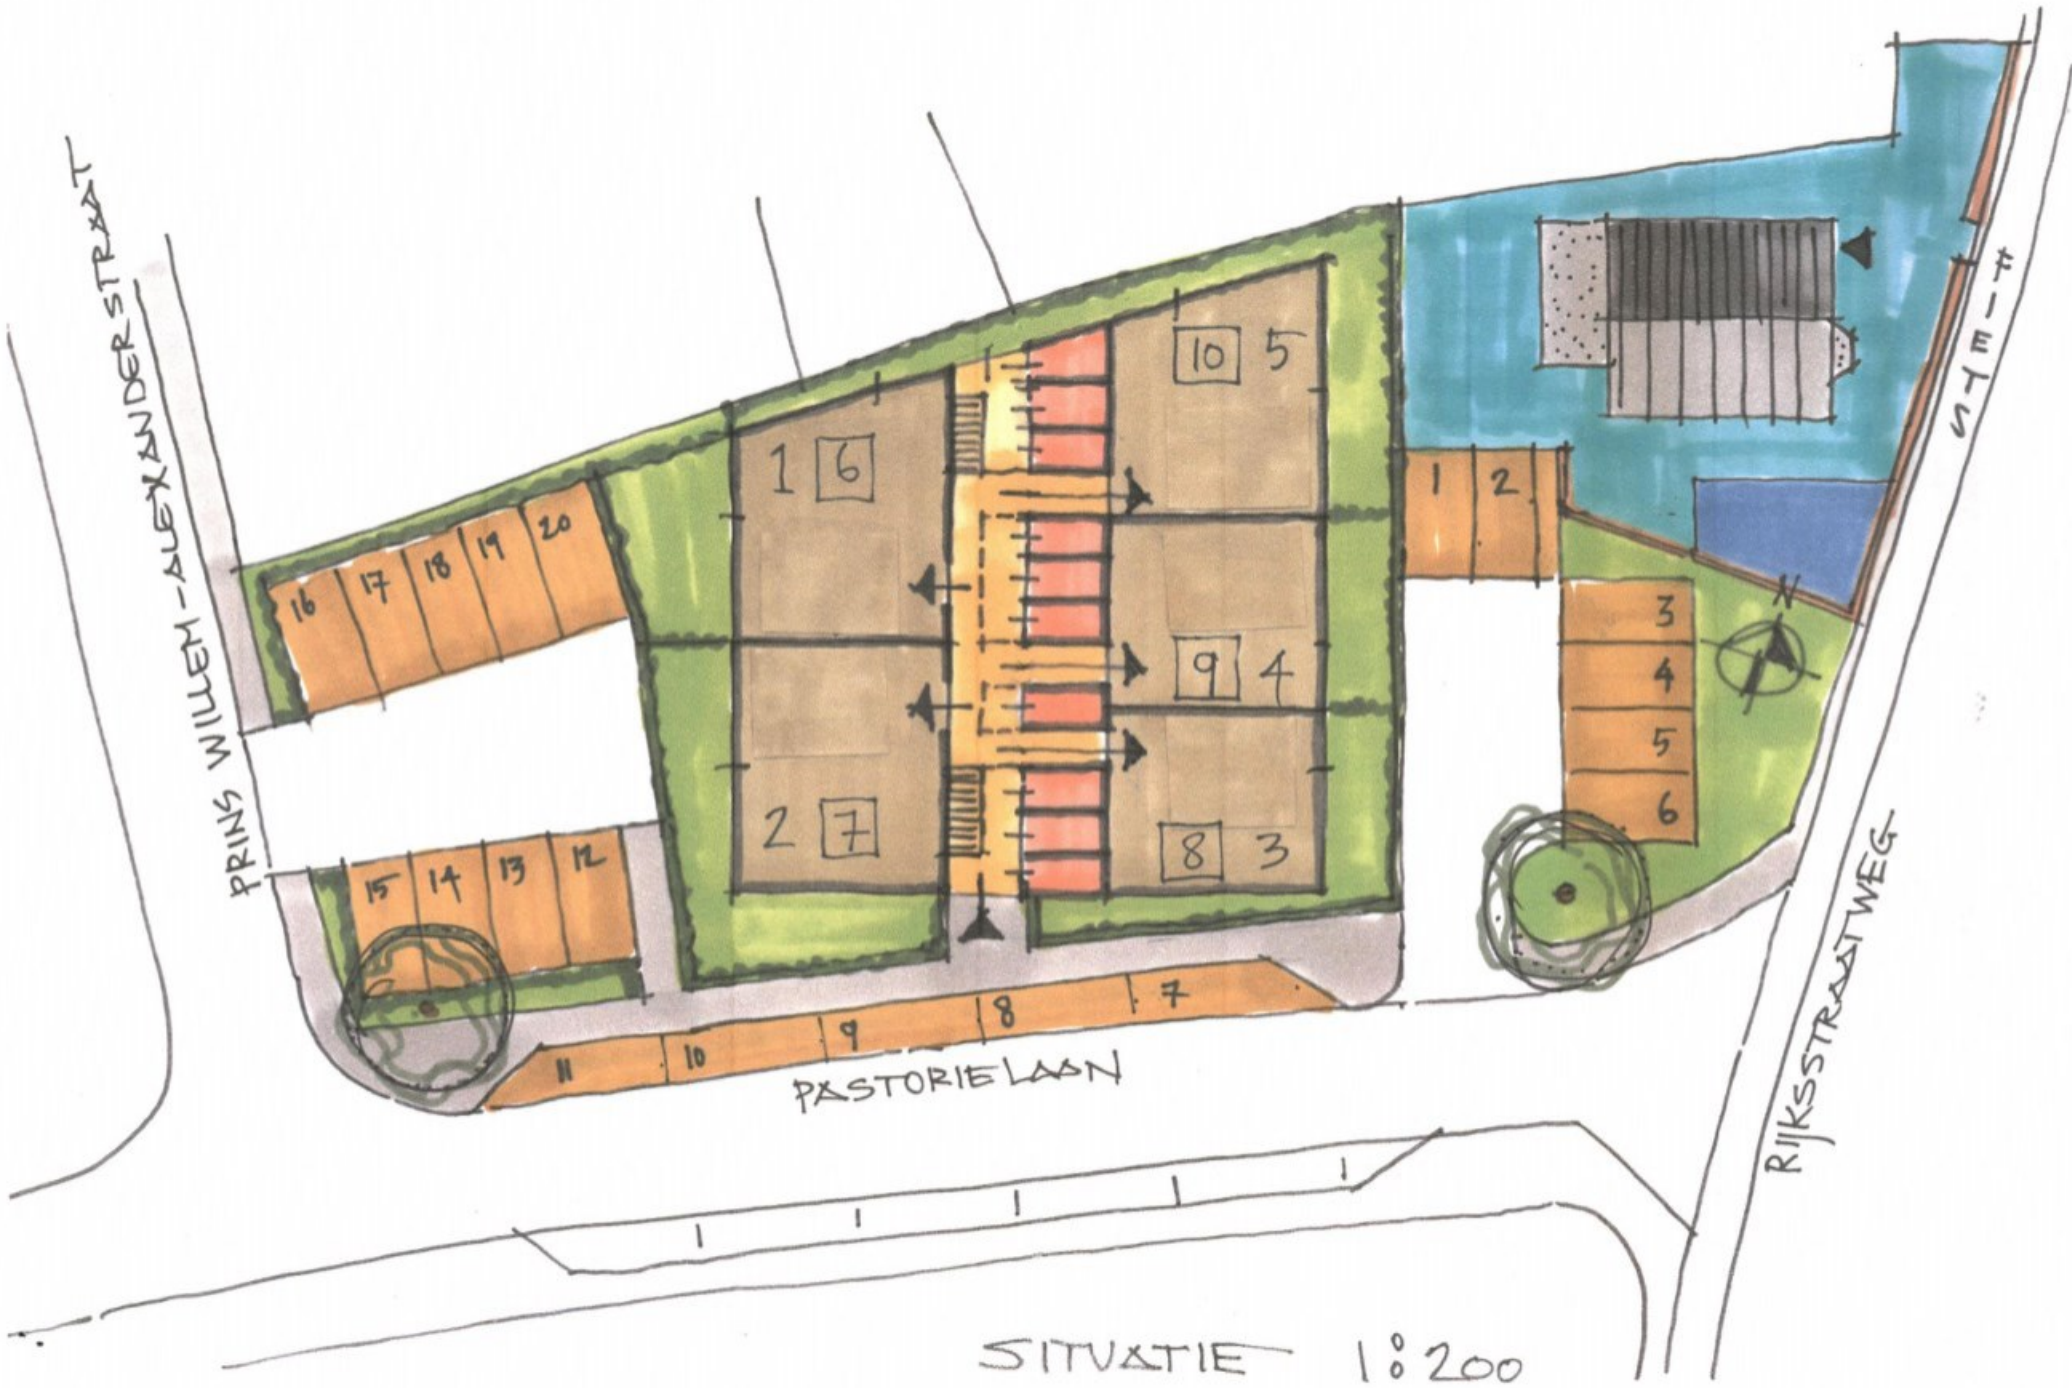 PRINS WILLEM-ALEXANDERSTRAAT
16 17 18 19 20
15 14 13 12
1 6
2 7
10 5
9 4
8 3
1 2
3
4
5
6
N
11 10 9 8 7
PASTORIELAAN
RIJKSSTRAATWEG
SITUATIE 1:200